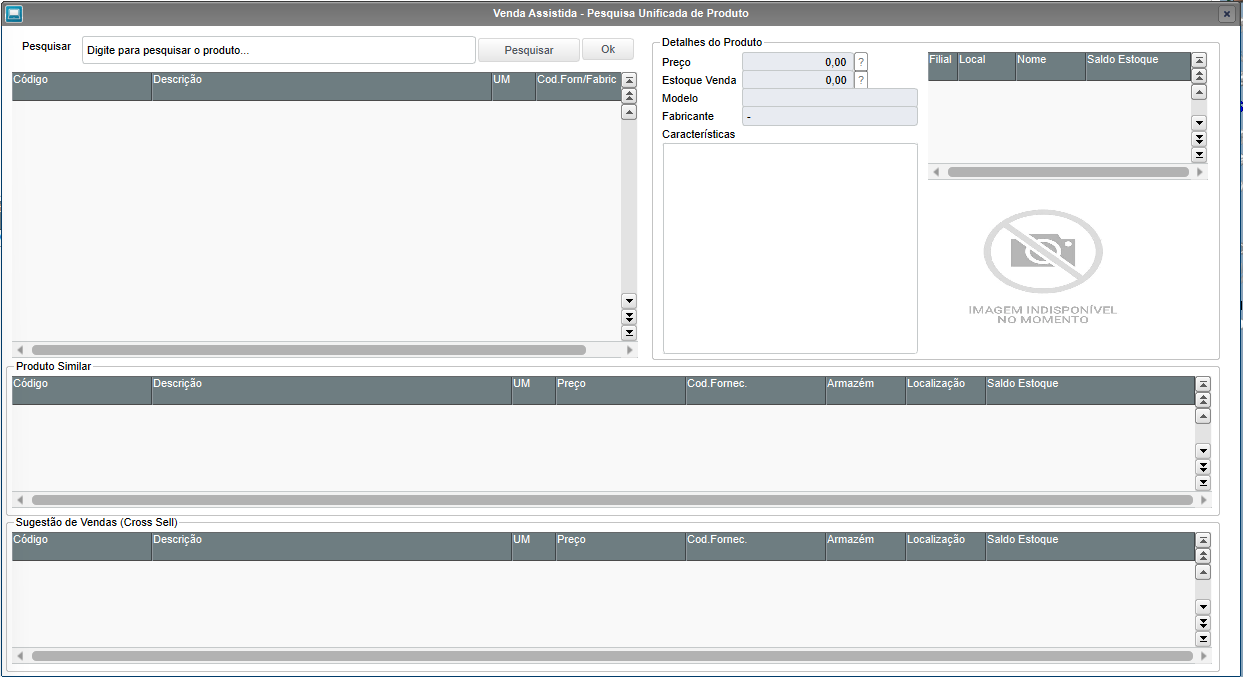 Venda Assistida - Pesquisa Unificada de Produto
Pesquisar Digite para pesquisar o produto... Pesquisar Ok
Código Descrição UM Cod.Forn/Fabric
Detalhes do Produto
Preço 0,00 ?
Estoque Venda 0,00 ?
Modelo
Fabricante -
Características
Filial Local Nome Saldo Estoque
IMAGEM INDISPONÍVEL
NO MOMENTO
Produto Similar
Código Descrição UM Preço Cod.Fornec. Armazém Localização Saldo Estoque
Sugestão de Vendas (Cross Sell)
Código Descrição UM Preço Cod.Fornec. Armazém Localização Saldo Estoque